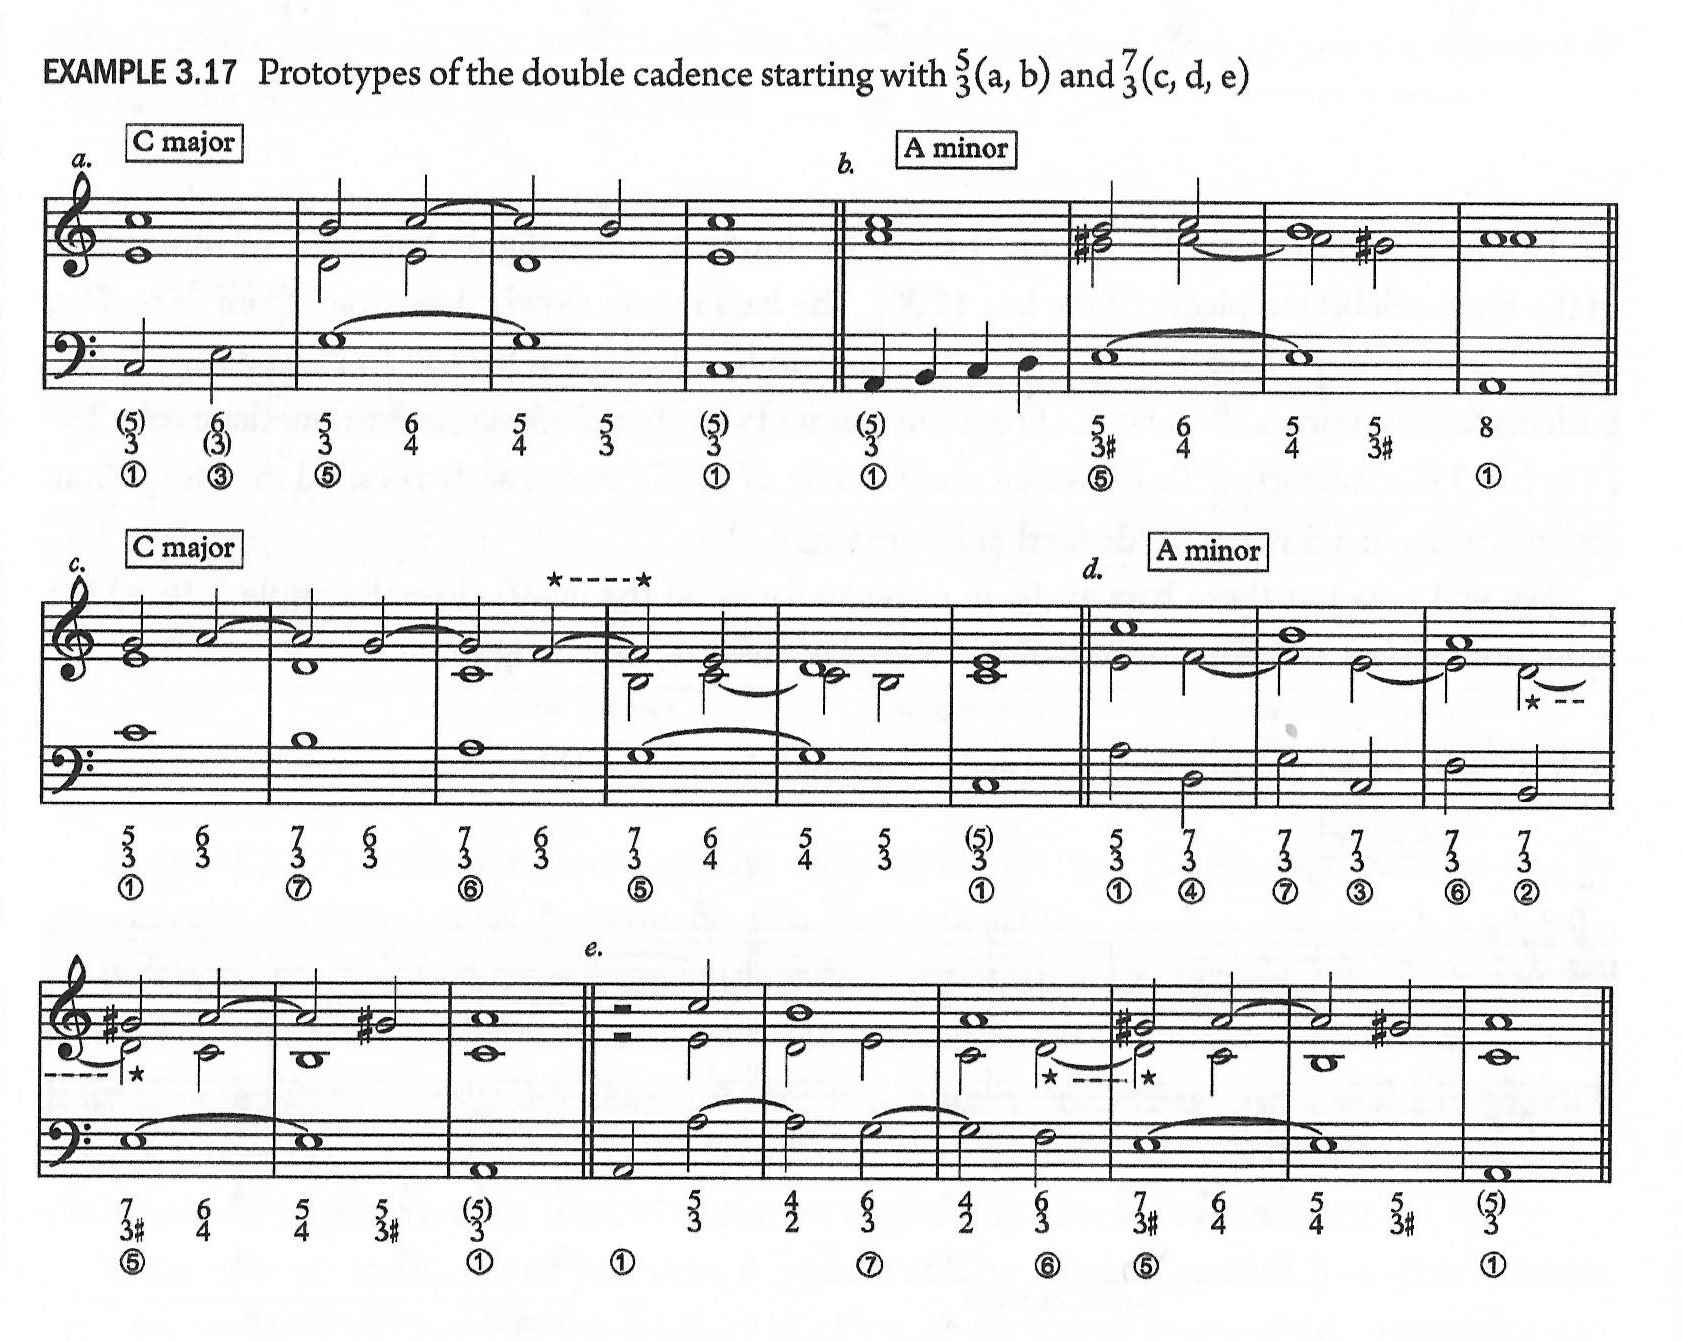 EXAMPLE 3.17 Prototypes of the double cadence starting with 5/3 (a, b) and 7/3 (c, d, e)
a. C major b. A minor
(5) 6 5 6 5 5 (5) (5) 5 6 5 5 8
3 (3) 3 4 4 3 3 3 3# 4 4 3#
① ③ ⑤ ① ① ⑤ ①
c. C major d. A minor
5 6 7 6 7 6 7 6 5 5 (5) 5 7 7 7 7 7
3 3 3 3 3 3 3 4 4 3 3 3 3 3 3 3 3
① ⑦ ⑥ ⑤ ① ① ④ ⑦ ③ ⑥ ②
e.
7 6 5 5 (5) 5 4 6 4 6 7 6 5 5 (5)
3# 4 4 3# 3 3 2 3 2 3 3# 4 4 3# 3
⑤ ① ① ⑦ ⑥ ⑤ ①